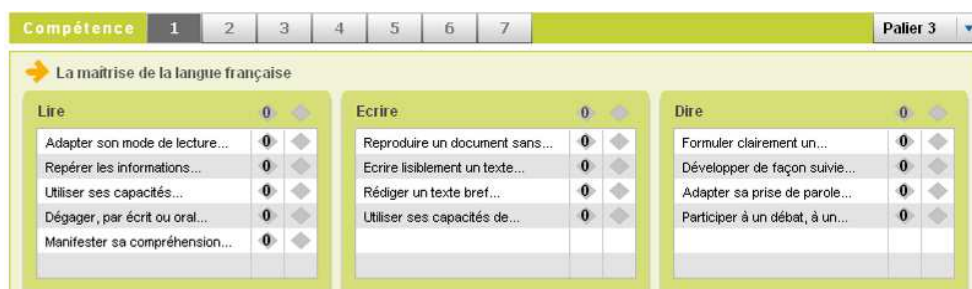 Compétence 1 2 3 4 5 6 7 Palier 3
La maîtrise de la langue française
Lire 0
Adapter son mode de lecture... 0
Repérer les informations... 0
Utiliser ses capacités... 0
Dégager, par écrit ou oral... 0
Manifester sa compréhension... 0
Ecrire 0
Reproduire un document sans... 0
Ecrire lisiblement un texte... 0
Rédiger un texte bref... 0
Utiliser ses capacités de... 0
Dire 0
Formuler clairement un... 0
Développer de façon suivie... 0
Adapter sa prise de parole... 0
Participer à un débat, à un... 0